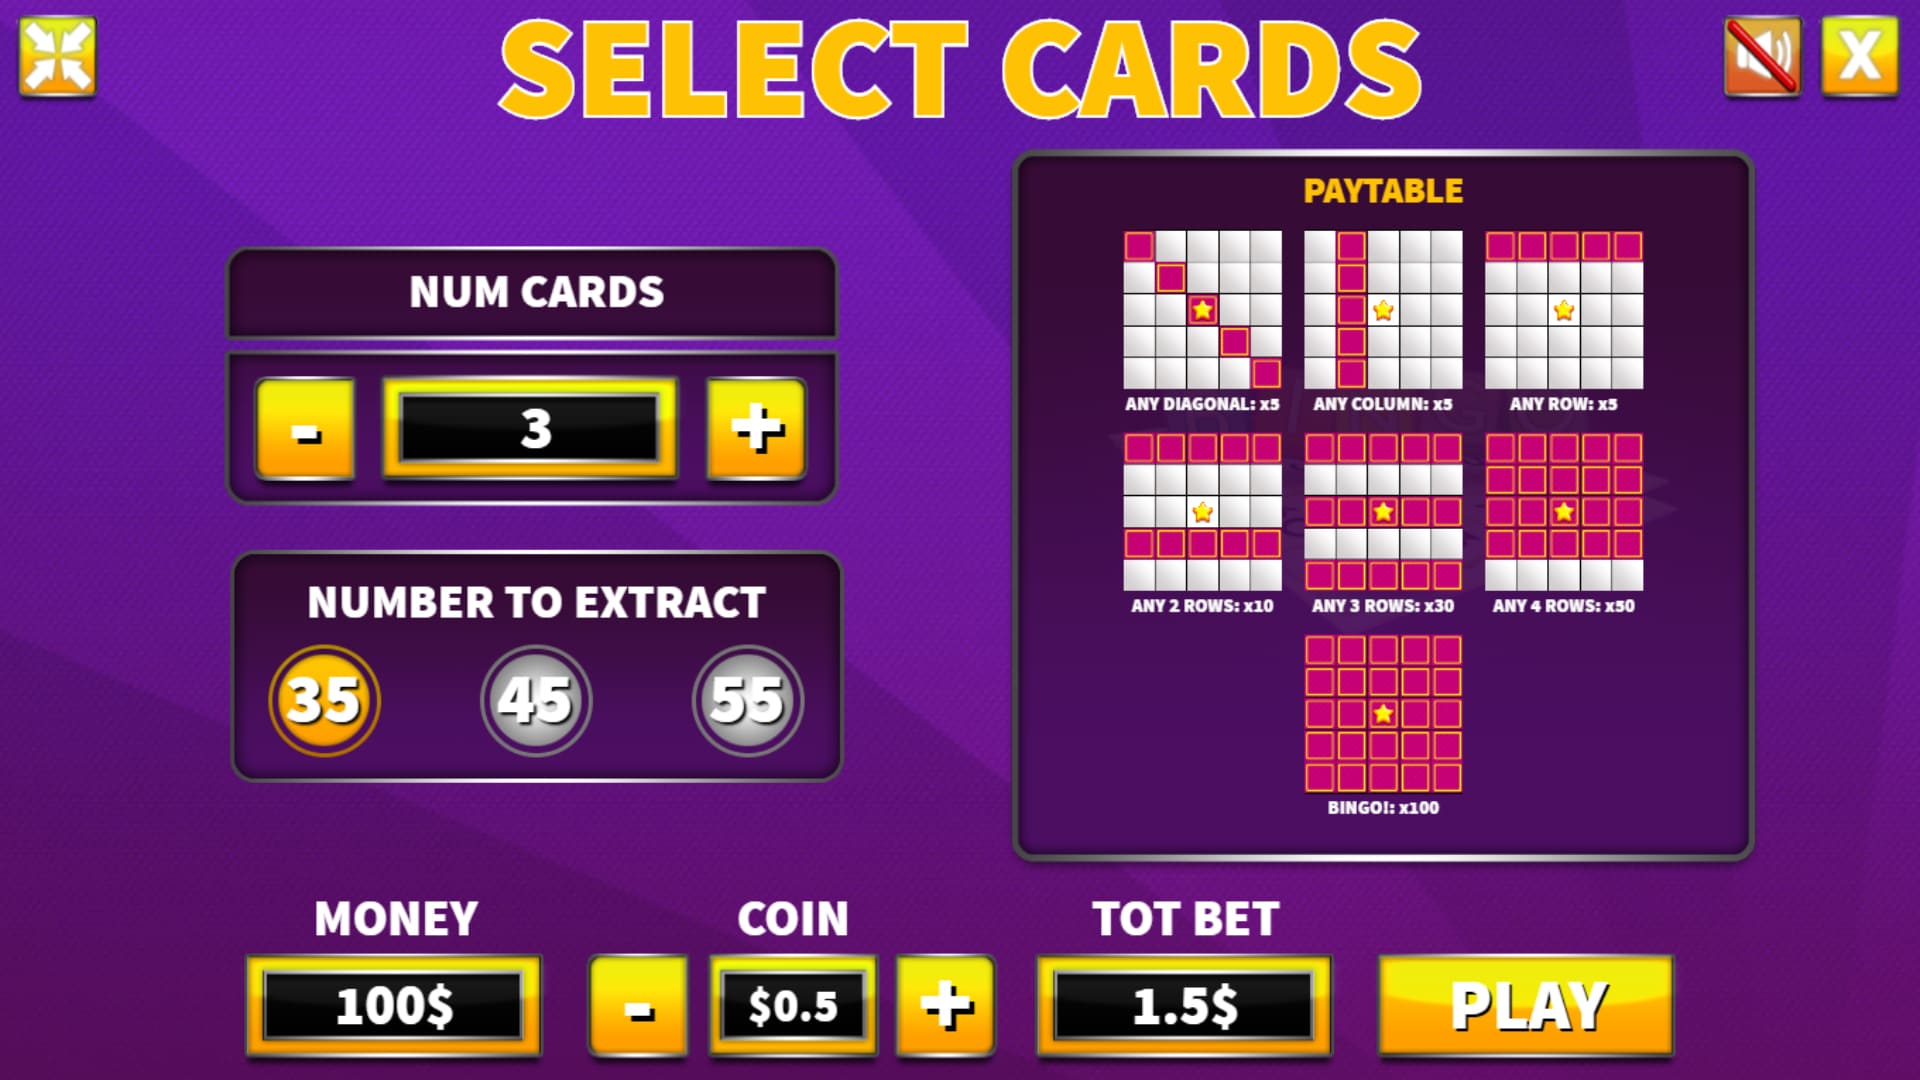 SELECT CARDS
X
NUM CARDS
- 3 +
NUMBER TO EXTRACT
35 45 55
PAYTABLE
ANY DIAGONAL: x5 ANY COLUMN: x5 ANY ROW: x5
ANY 2 ROWS: x10 ANY 3 ROWS: x30 ANY 4 ROWS: x50
BINGO!: x100
MONEY COIN TOT BET
100$ - $0.5 + 1.5$ PLAY